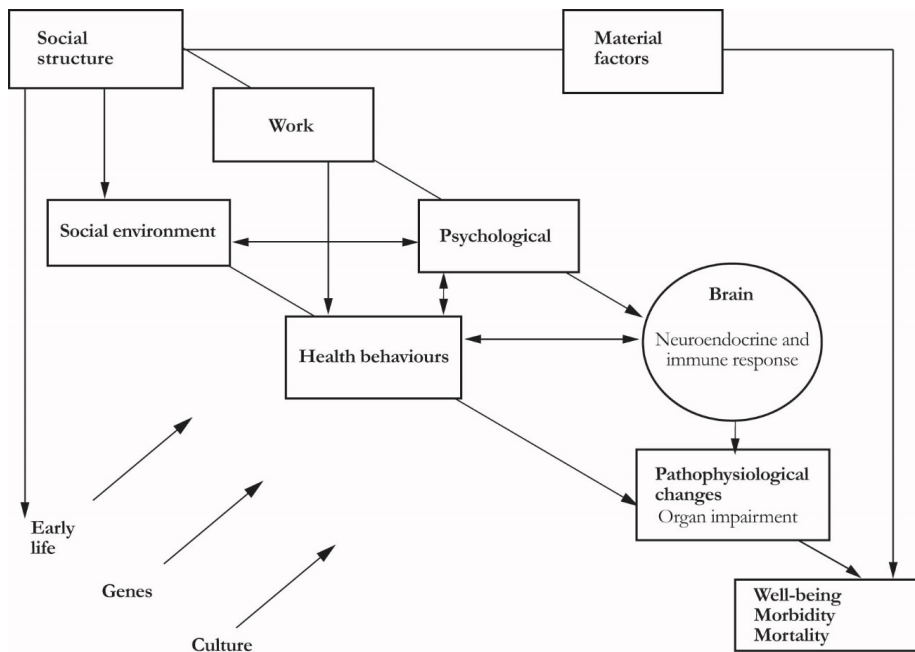 Social
structure
Material
factors
Work
Social environment
Psychological
Brain
Neuroendocrine and
immune response
Health behaviours
Pathophysiological
changes
Organ impairment
Early
life
Genes
Culture
Well-being
Morbidity
Mortality